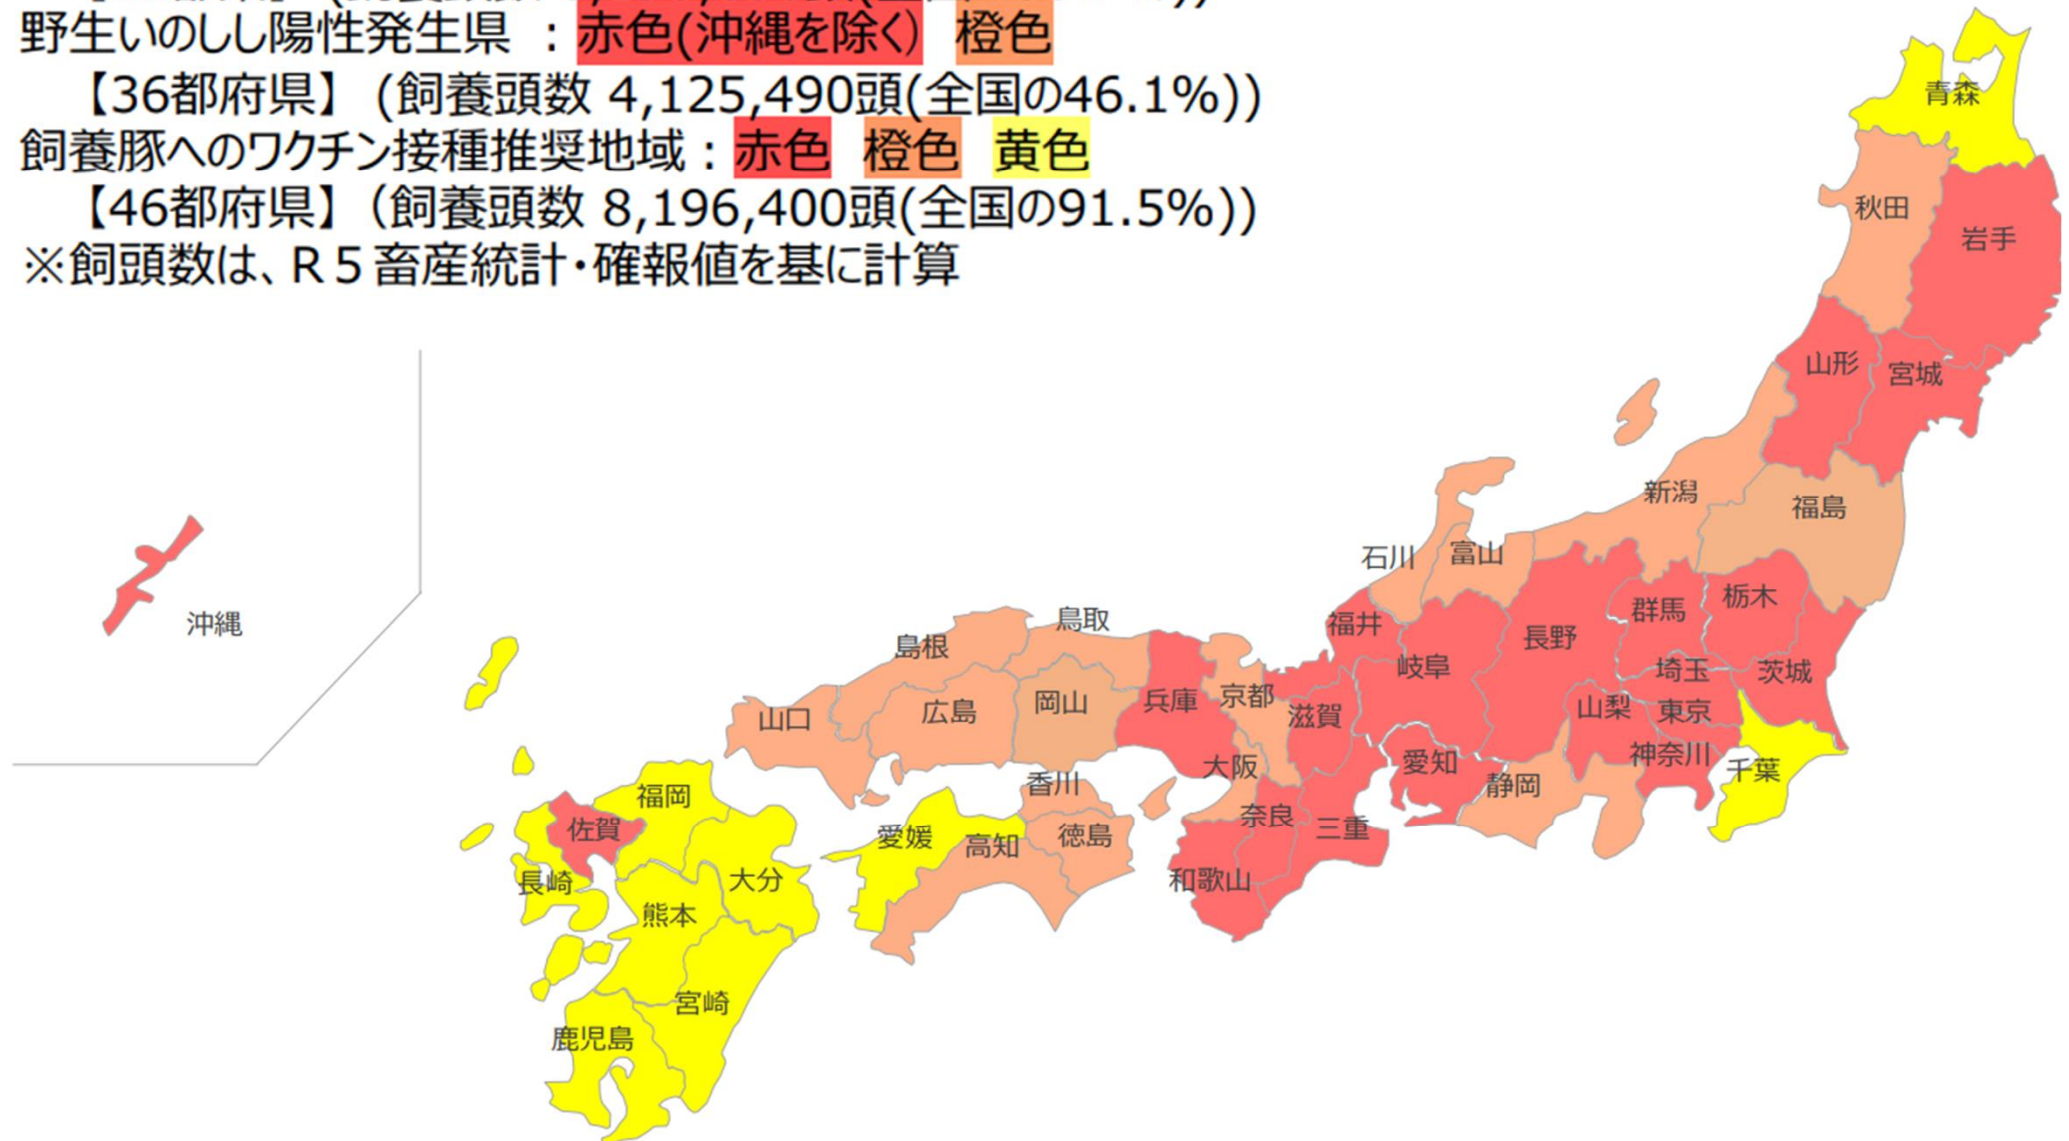 野生いのしし陽性発生県 : 赤色(沖縄を除く) 橙色
【36都府県】 (飼養頭数 4,125,490頭(全国の46.1%))
飼養豚へのワクチン接種推奨地域 : 赤色 橙色 黄色
【46都府県】 (飼養頭数 8,196,400頭(全国の91.5%))
※飼頭数は、R5畜産統計・確報値を基に計算
青森
秋田
岩手
山形
宮城
新潟
福島
石川
富山
沖縄
福井
岐阜
長野
群馬
栃木
埼玉
茨城
山梨
東京
神奈川
千葉
静岡
愛知
鳥取
島根
山口
広島
岡山
兵庫
京都
滋賀
大阪
奈良
三重
和歌山
香川
徳島
愛媛
高知
福岡
佐賀
長崎
大分
熊本
宮崎
鹿児島